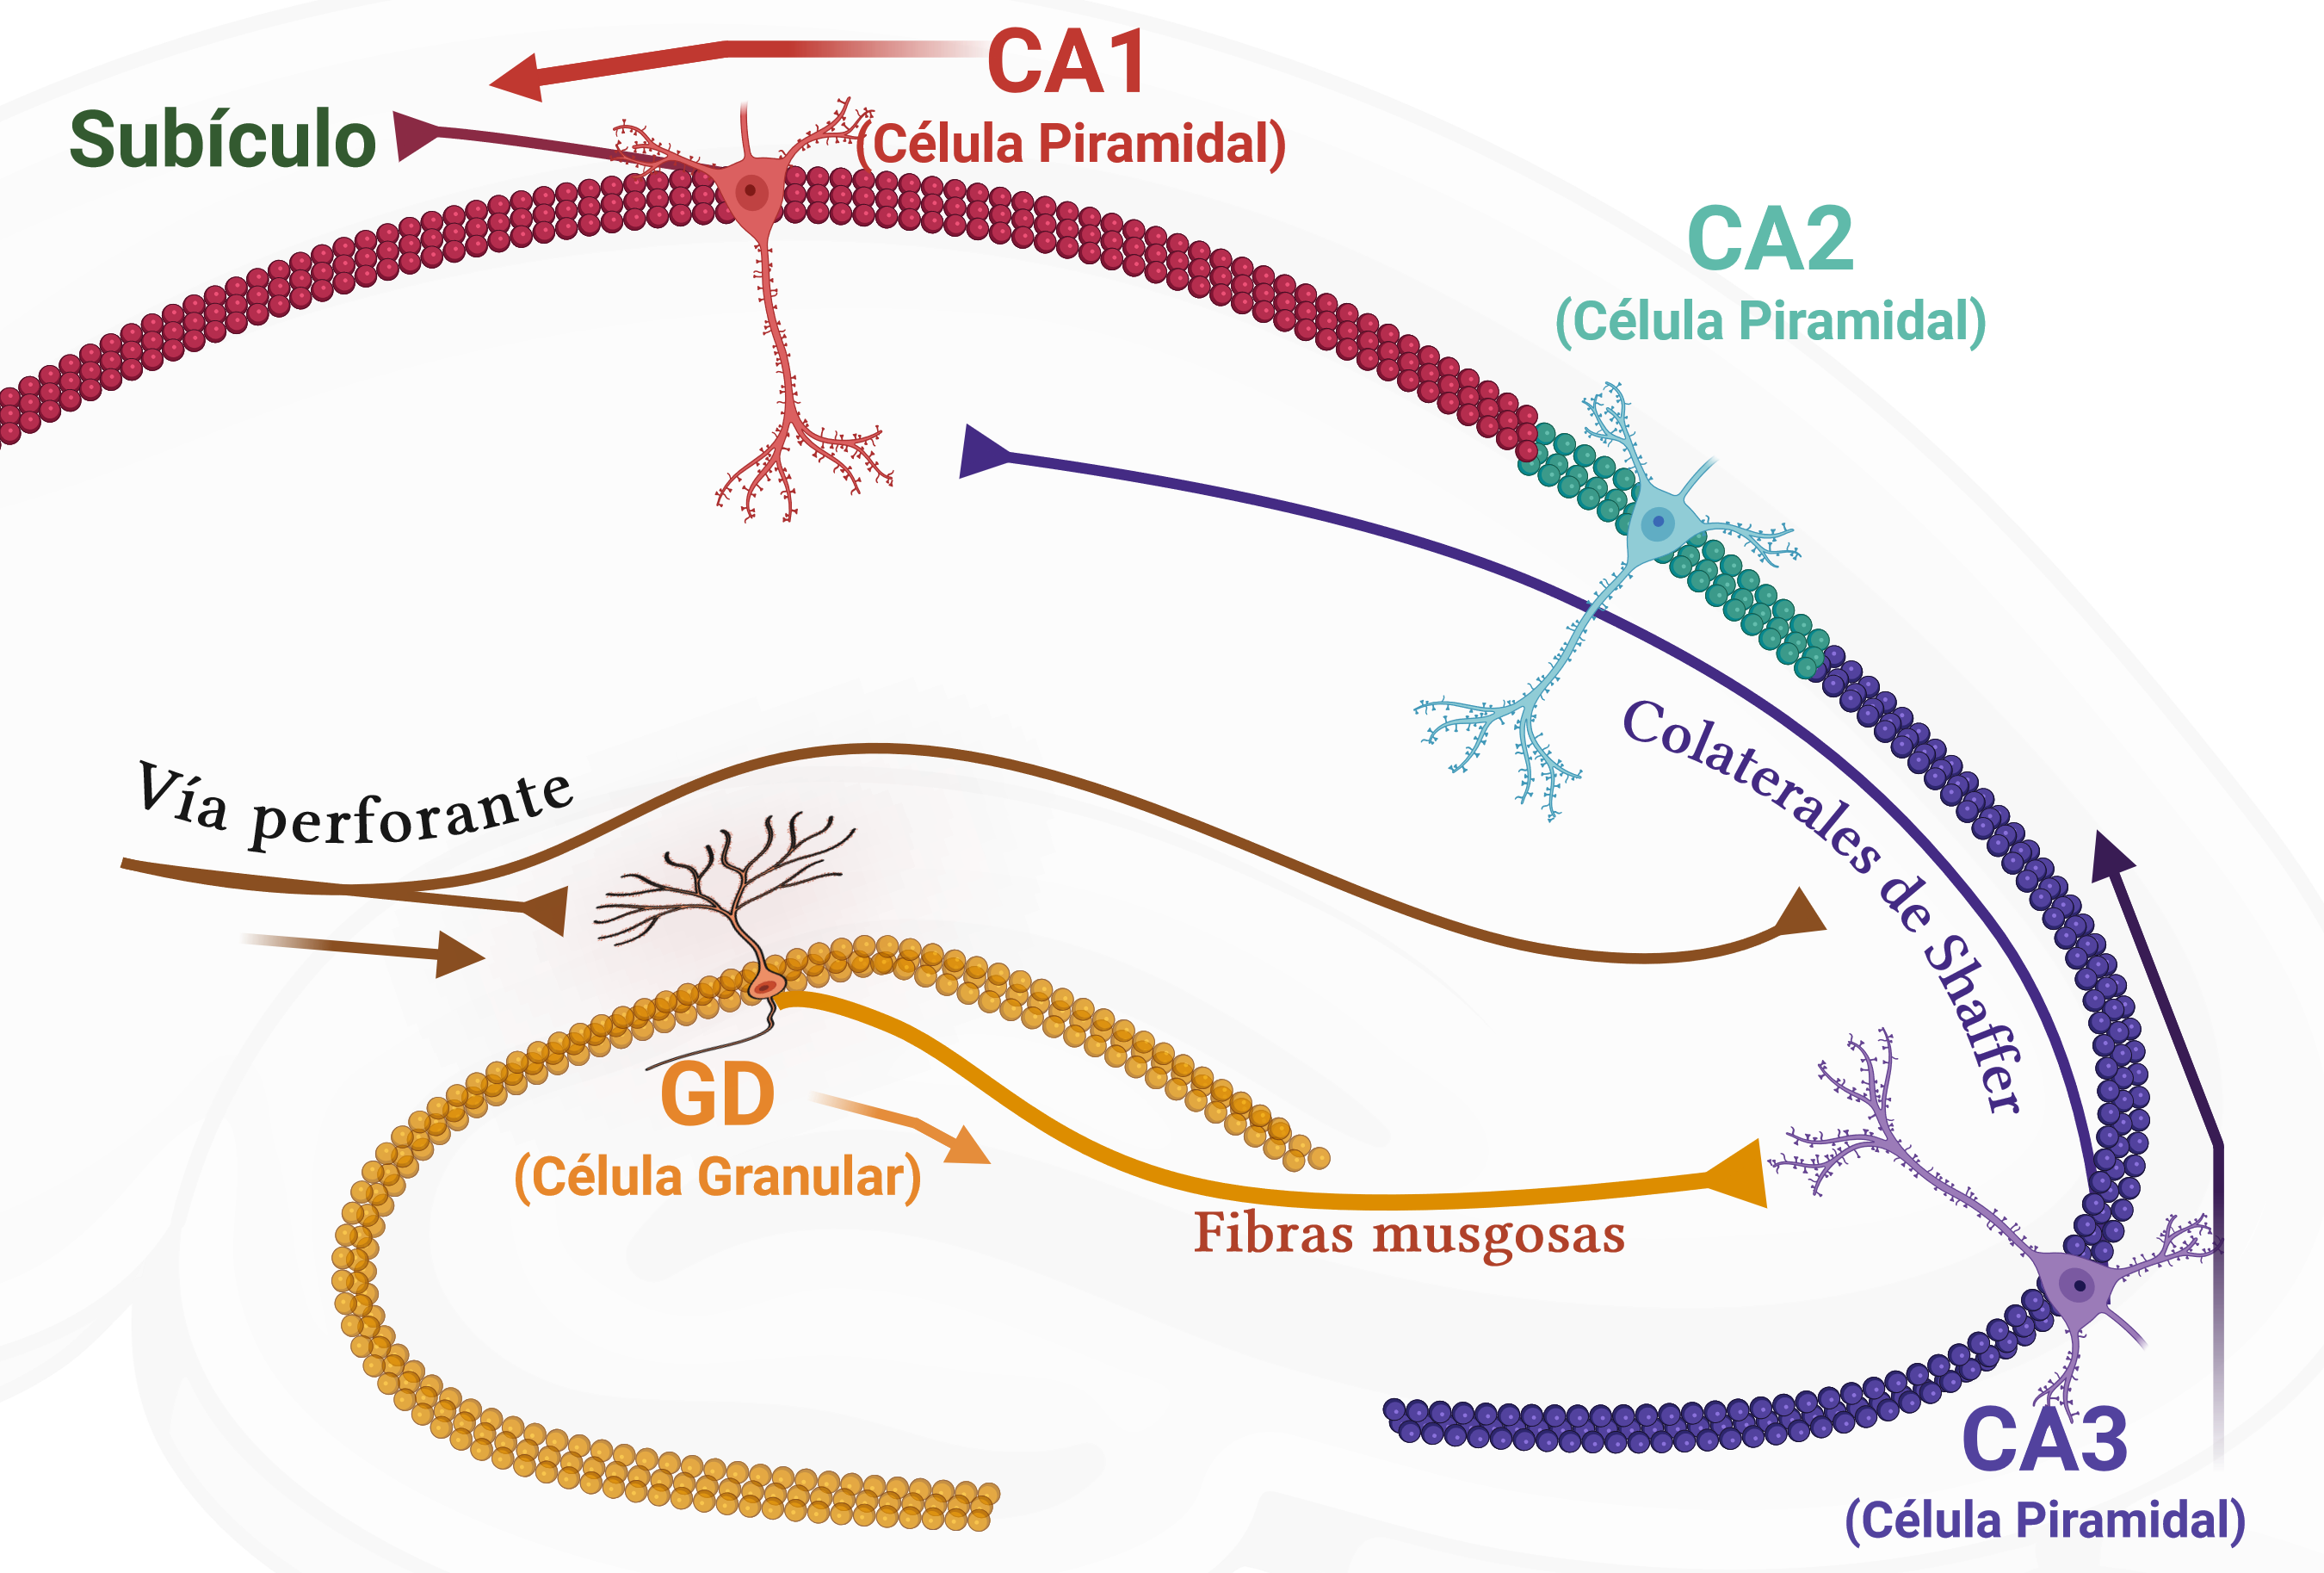 CA1
(Célula Piramidal)
Subículo
CA2
(Célula Piramidal)
Colaterales de Shaffer
Vía perforante
GD
(Célula Granular)
Fibras musgosas
CA3
(Célula Piramidal)